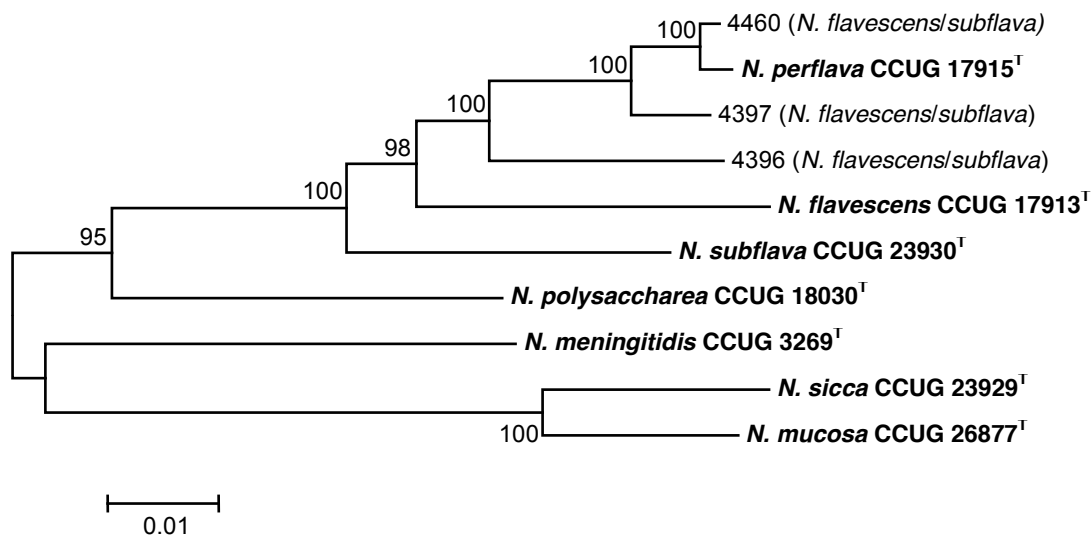 100
4460 (N. flavescens/subflava)
100
N. perflava CCUG 17915ᵀ
100
4397 (N. flavescens/subflava)
98
4396 (N. flavescens/subflava)
100
N. flavescens CCUG 17913ᵀ
95
N. subflava CCUG 23930ᵀ
N. polysaccharea CCUG 18030ᵀ
N. meningitidis CCUG 3269ᵀ
N. sicca CCUG 23929ᵀ
100
N. mucosa CCUG 26877ᵀ
0.01